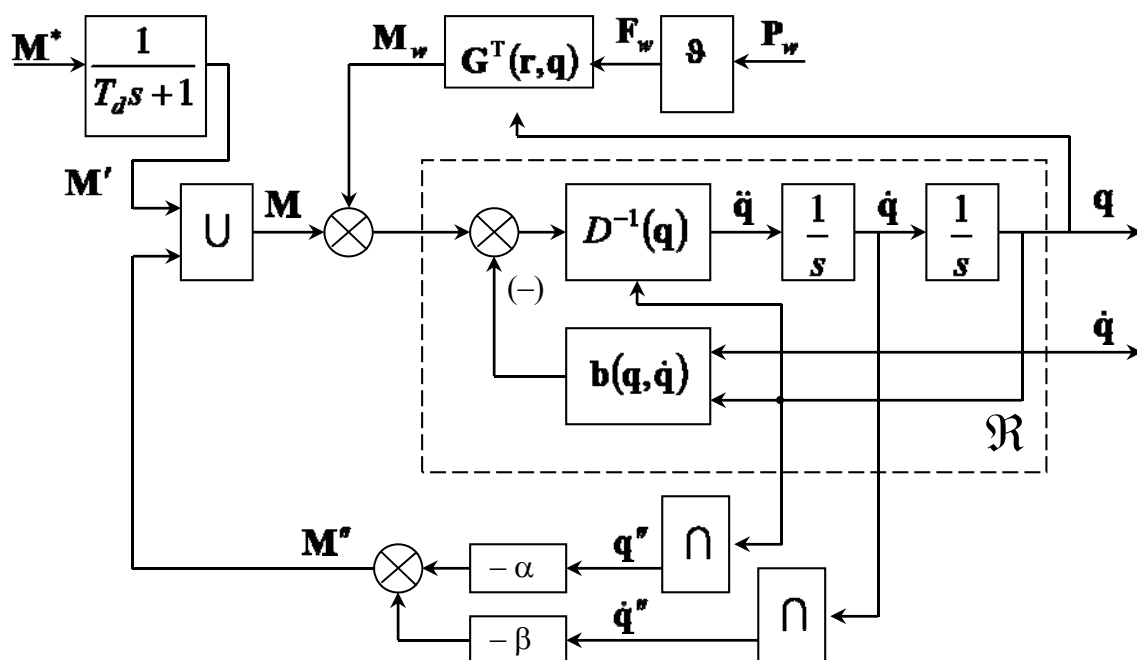 M*
1
T_d s + 1
M_w
G^T(r,q)
F_w
ϑ
P_w
M′
∪
M
D⁻¹(q)
q̈
1
s
q̇
1
s
q
(–)
b(q,q̇)
q̇
ℜ
M″
– α
q″
∩
– β
q̇″
∩